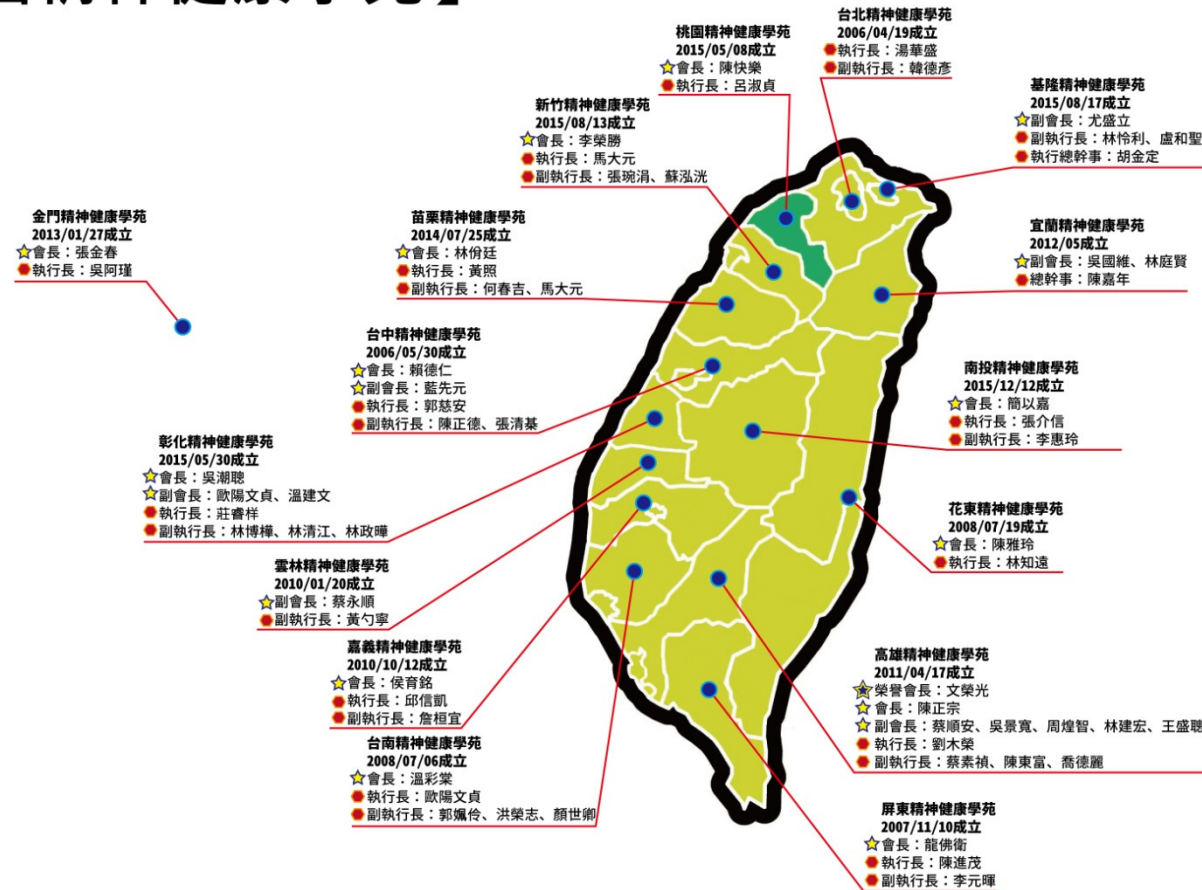 精神健康學苑】
桃園精神健康學苑
2015/05/08成立
會長：陳快樂
執行長：呂淑貞
台北精神健康學苑
2006/04/19成立
執行長：湯華盛
副執行長：韓德彥
基隆精神健康學苑
2015/08/17成立
副會長：尤盛立
副執行長：林怜利、盧和聖
執行總幹事：胡金定
新竹精神健康學苑
2015/08/13成立
會長：李榮勝
執行長：馬大元
副執行長：張琬涓、蘇泓洸
金門精神健康學苑
2013/01/27成立
會長：張金春
執行長：吳阿瑾
苗栗精神健康學苑
2014/07/25成立
會長：林佾廷
執行長：黃照
副執行長：何春吉、馬大元
宜蘭精神健康學苑
2012/05成立
副會長：吳國維、林庭賢
總幹事：陳嘉年
台中精神健康學苑
2006/05/30成立
會長：賴德仁
副會長：藍先元
執行長：郭慈安
副執行長：陳正德、張清棊
南投精神健康學苑
2015/12/12成立
會長：簡以嘉
執行長：張介信
副執行長：李惠玲
彰化精神健康學苑
2015/05/30成立
會長：吳潮聰
副會長：歐陽文貞、溫建文
執行長：莊睿样
副執行長：林博樺、林清江、林政曄
花東精神健康學苑
2008/07/19成立
會長：陳雅玲
執行長：林知遠
雲林精神健康學苑
2010/01/20成立
副會長：蔡永順
副執行長：黃勺寧
嘉義精神健康學苑
2010/10/12成立
會長：侯育銘
執行長：邱信凱
副執行長：詹桓宜
高雄精神健康學苑
2011/04/17成立
榮譽會長：文榮光
會長：陳正宗
副會長：蔡順安、吳景寬、周煌智、林建宏、王盛聰
執行長：劉木榮
副執行長：蔡素禎、陳東富、喬德麗
台南精神健康學苑
2008/07/06成立
會長：溫彩棠
執行長：歐陽文貞
副執行長：郭姵伶、洪榮志、顏世卿
屏東精神健康學苑
2007/11/10成立
會長：龍佛衛
執行長：陳進茂
副執行長：李元暉